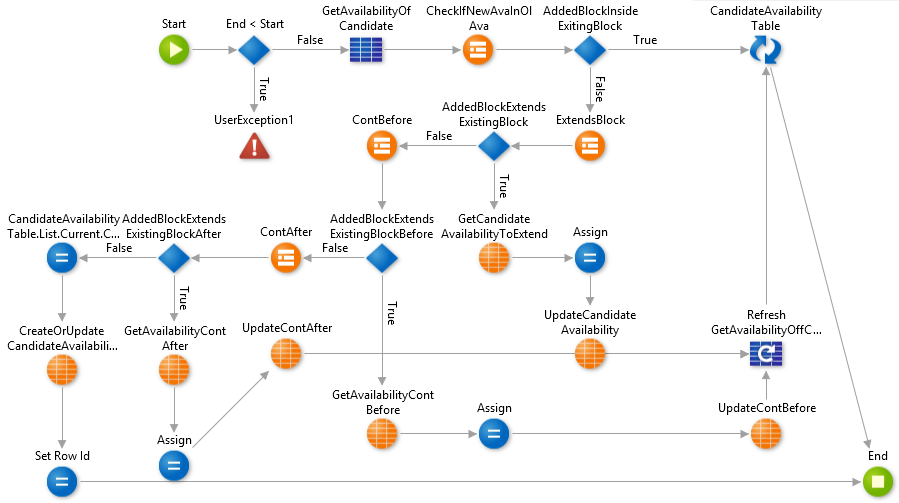 Start
End < Start
False
True
UserException1
GetAvailabilityOf
Candidate
CheckIfNewAvaInOl
Ava
AddedBlockInside
ExitingBlock
True
False
CandidateAvailability
Table
ExtendsBlock
AddedBlockExtends
ExistingBlock
False
True
ContBefore
AddedBlockExtends
ExistingBlockBefore
False
True
GetCandidate
AvailabilityToExtend
Assign
UpdateCandidate
Availability
ContAfter
AddedBlockExtends
ExistingBlockAfter
False
True
CandidateAvailability
Table.List.Current.C...
CreateOrUpdate
CandidateAvailabili...
Set Row Id
GetAvailabilityCont
After
Assign
UpdateContAfter
GetAvailabilityCont
Before
Assign
UpdateContBefore
Refresh
GetAvailabilityOffC...
End